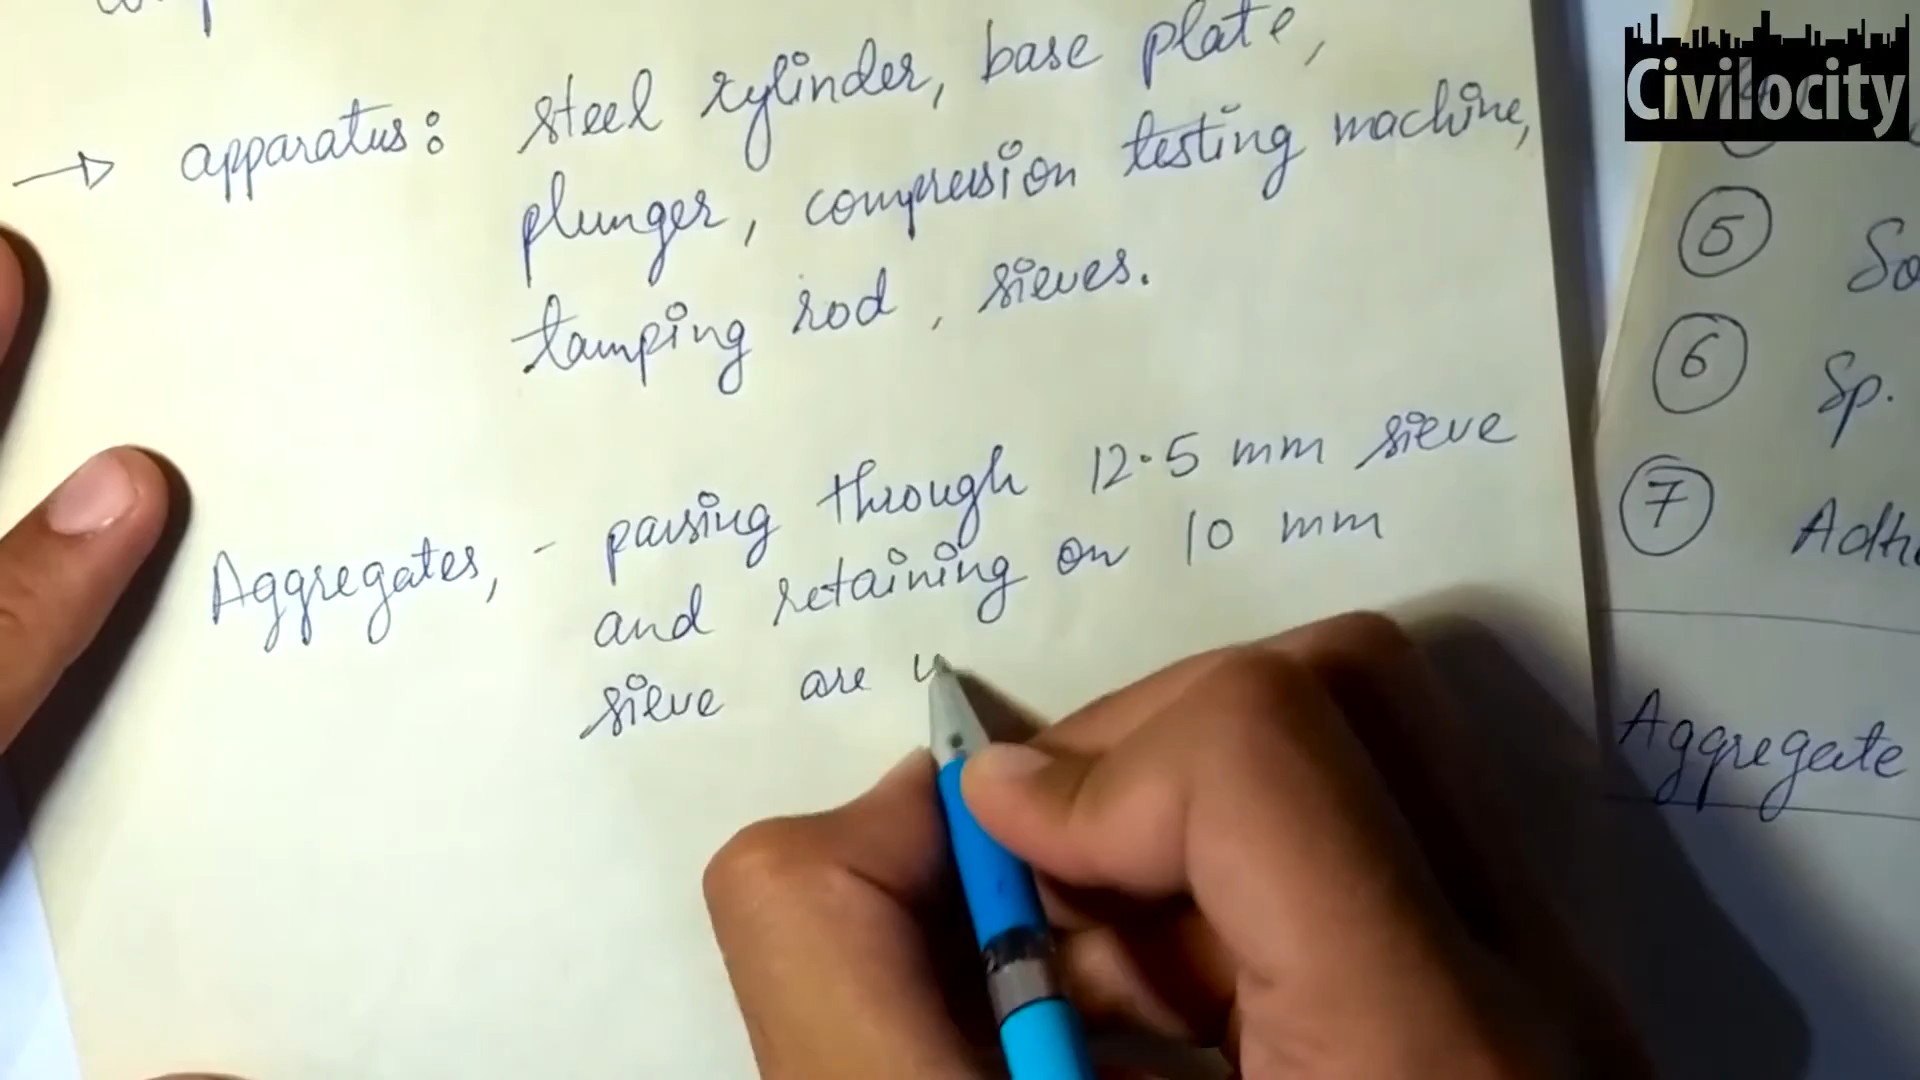 → apparatus: steel cylinder, base plate,
plunger, compression testing machine,
tamping rod, sieves.
Aggregates, - passing through 12.5 mm sieve
and retaining on 10 mm
sieve are
Civilocity
5
6 Sp.
7
Aggregate